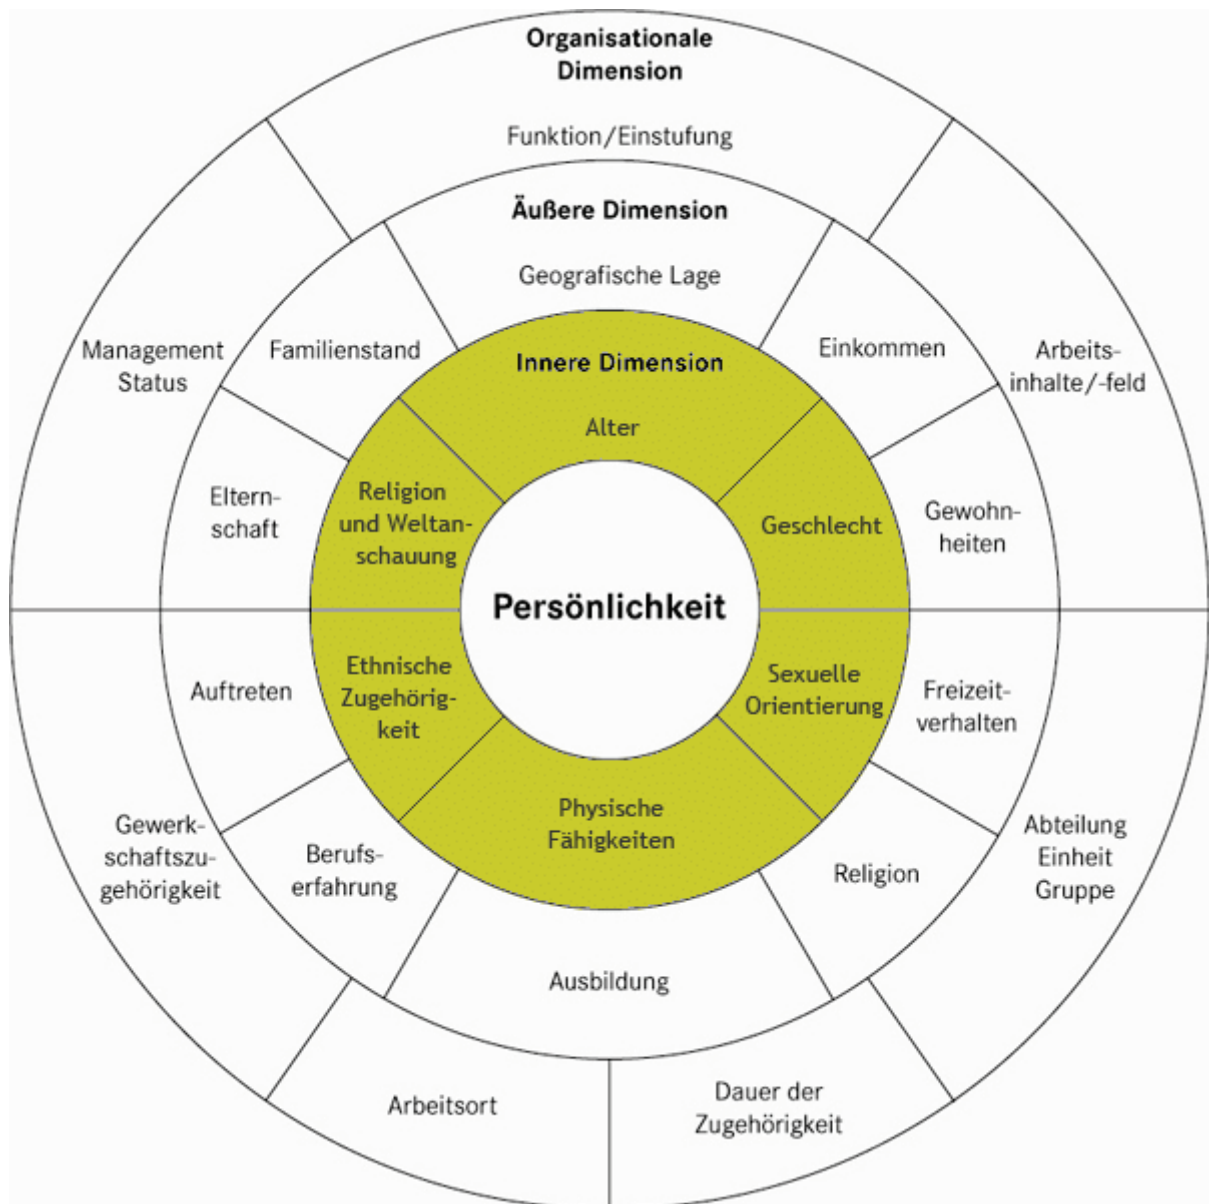 Organisationale
Dimension
Funktion/Einstufung
Äußere Dimension
Geografische Lage
Innere Dimension
Alter
Familienstand
Einkommen
Management
Status
Arbeits-
inhalte/-feld
Eltern-
schaft
Religion
und Weltan-
schauung
Geschlecht
Gewohn-
heiten
Persönlichkeit
Auftreten
Ethnische
Zugehörig-
keit
Sexuelle
Orientierung
Freizeit-
verhalten
Physische
Fähigkeiten
Gewerk-
schaftszu-
gehörigkeit
Berufs-
erfahrung
Religion
Abteilung
Einheit
Gruppe
Ausbildung
Arbeitsort
Dauer der
Zugehörigkeit